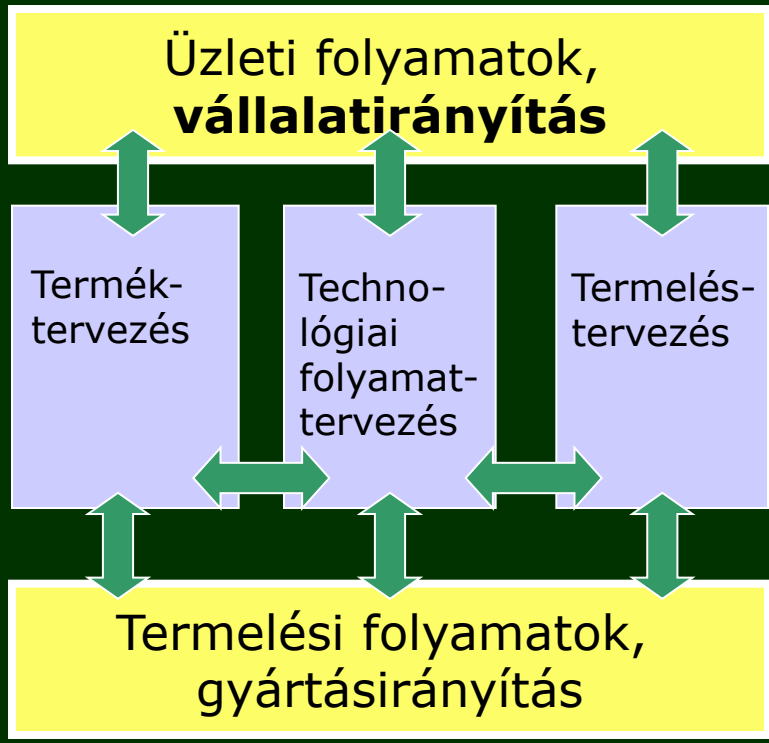 Üzleti folyamatok,
vállalatirányítás
Termék-
tervezés
Techno-
lógiai
folyamat-
tervezés
Termelés-
tervezés
Termelési folyamatok,
gyártásirányítás